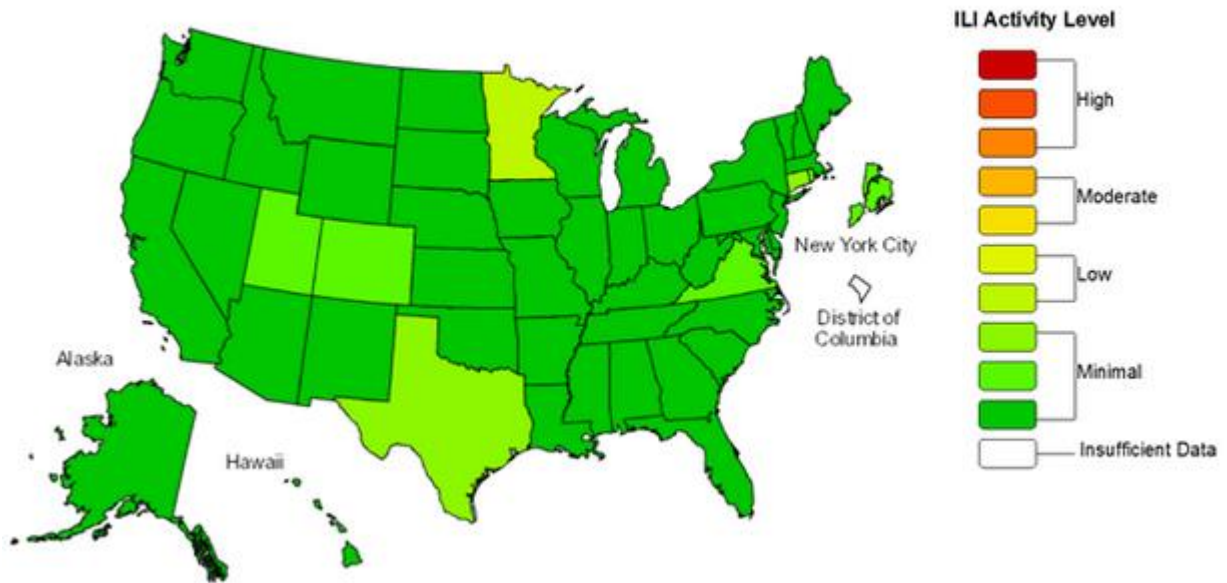 ILI Activity Level
High
Moderate
Low
Minimal
Insufficient Data
New York City
District of
Columbia
Alaska
Hawaii